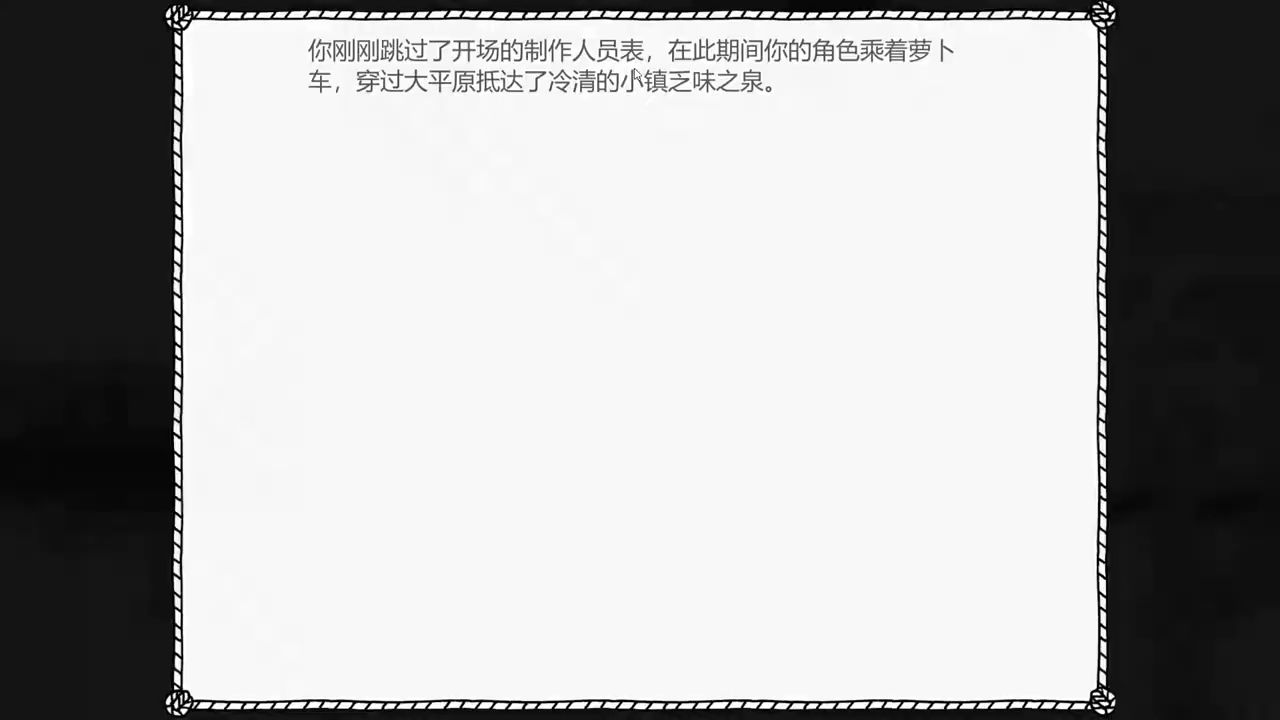 你刚刚跳过了开场的制作人员表，在此期间你的角色乘着萝卜
车，穿过大平原抵达了冷清的小镇乏味之泉。